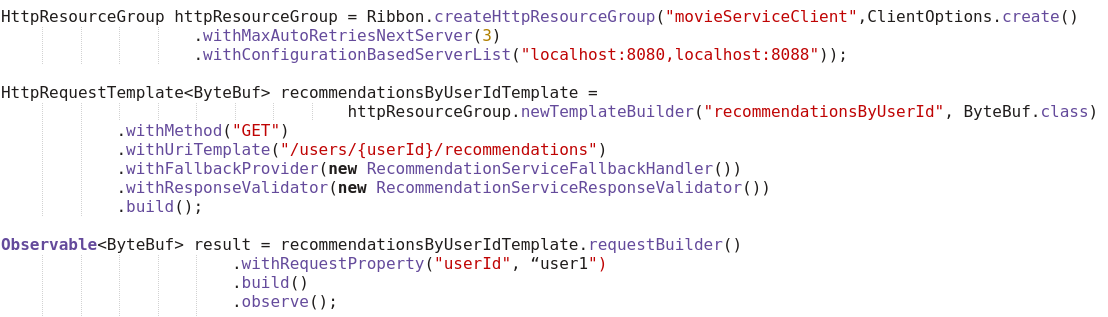 HttpResourceGroup httpResourceGroup = Ribbon.createHttpResourceGroup("movieServiceClient",ClientOptions.create()
.withMaxAutoRetriesNextServer(3)
.withConfigurationBasedServerList("localhost:8080,localhost:8088"));
HttpRequestTemplate<ByteBuf> recommendationsByUserIdTemplate =
httpResourceGroup.newTemplateBuilder("recommendationsByUserId", ByteBuf.class)
.withMethod("GET")
.withUriTemplate("/users/{userId}/recommendations")
.withFallbackProvider(new RecommendationServiceFallbackHandler())
.withResponseValidator(new RecommendationServiceResponseValidator())
.build();
Observable<ByteBuf> result = recommendationsByUserIdTemplate.requestBuilder()
.withRequestProperty("userId", “user1")
.build()
.observe();